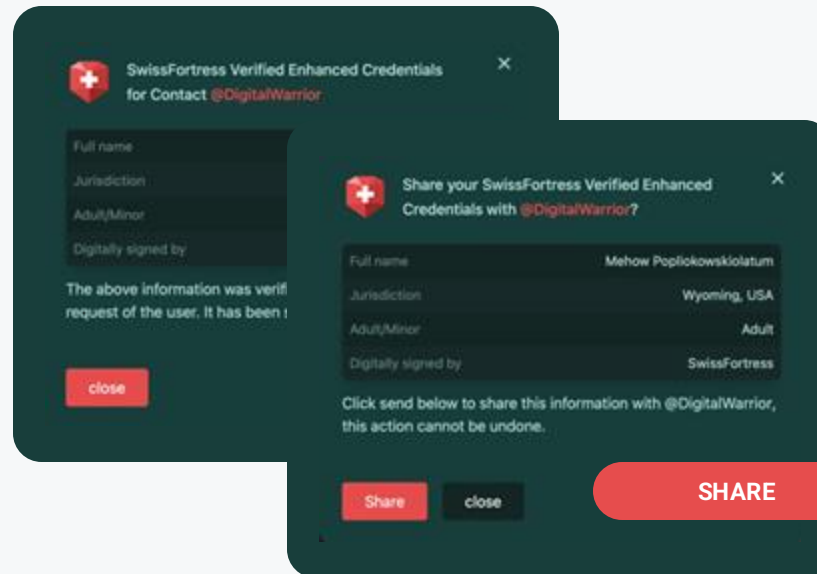 SwissFortress Verified Enhanced Credentials
for Contact @DigitalWarrior
Full name
Jurisdiction
Adult/Minor
Digitally signed by
The above information was verif
request of the user. It has been
close
Share your SwissFortress Verified Enhanced
Credentials with @DigitalWarrior?
Full name Mehow Popliokowskiolatum
Jurisdiction Wyoming, USA
Adult/Minor Adult
Digitally signed by SwissFortress
Click send below to share this information with @DigitalWarrior,
this action cannot be undone.
Share close
SHARE